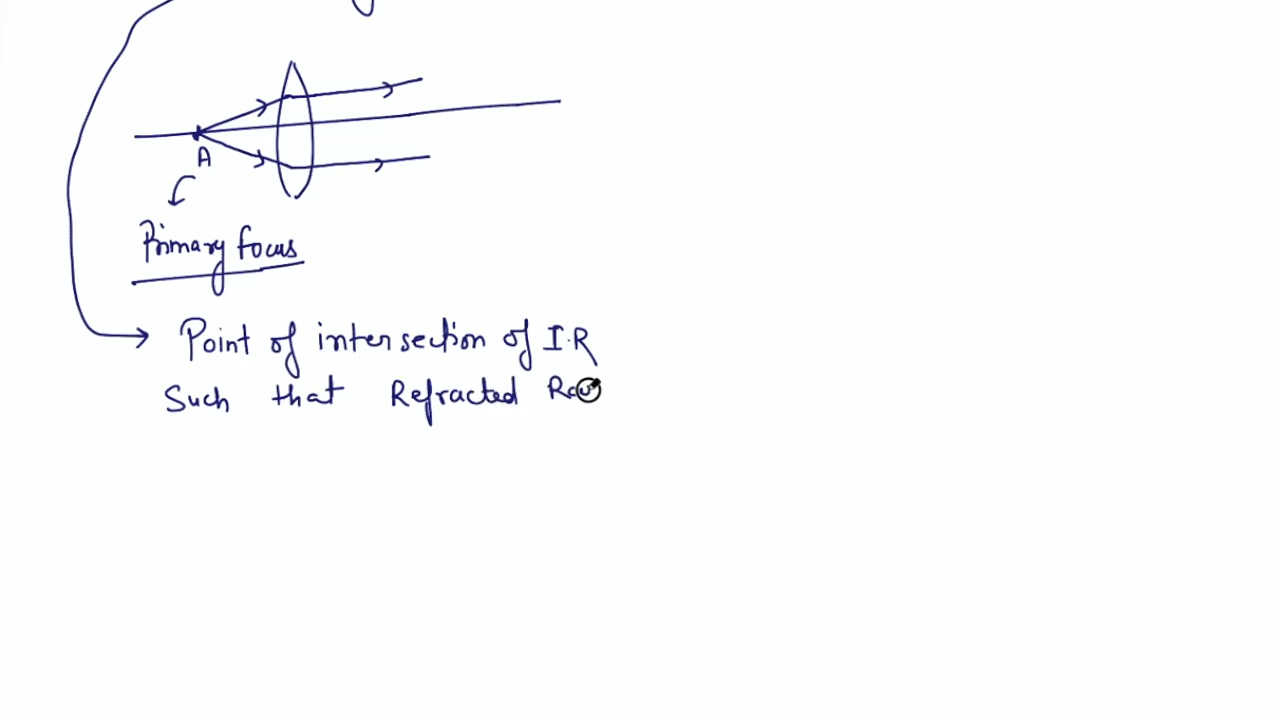 A
Primary focus
Point of intersection of I.R
Such that Refracted